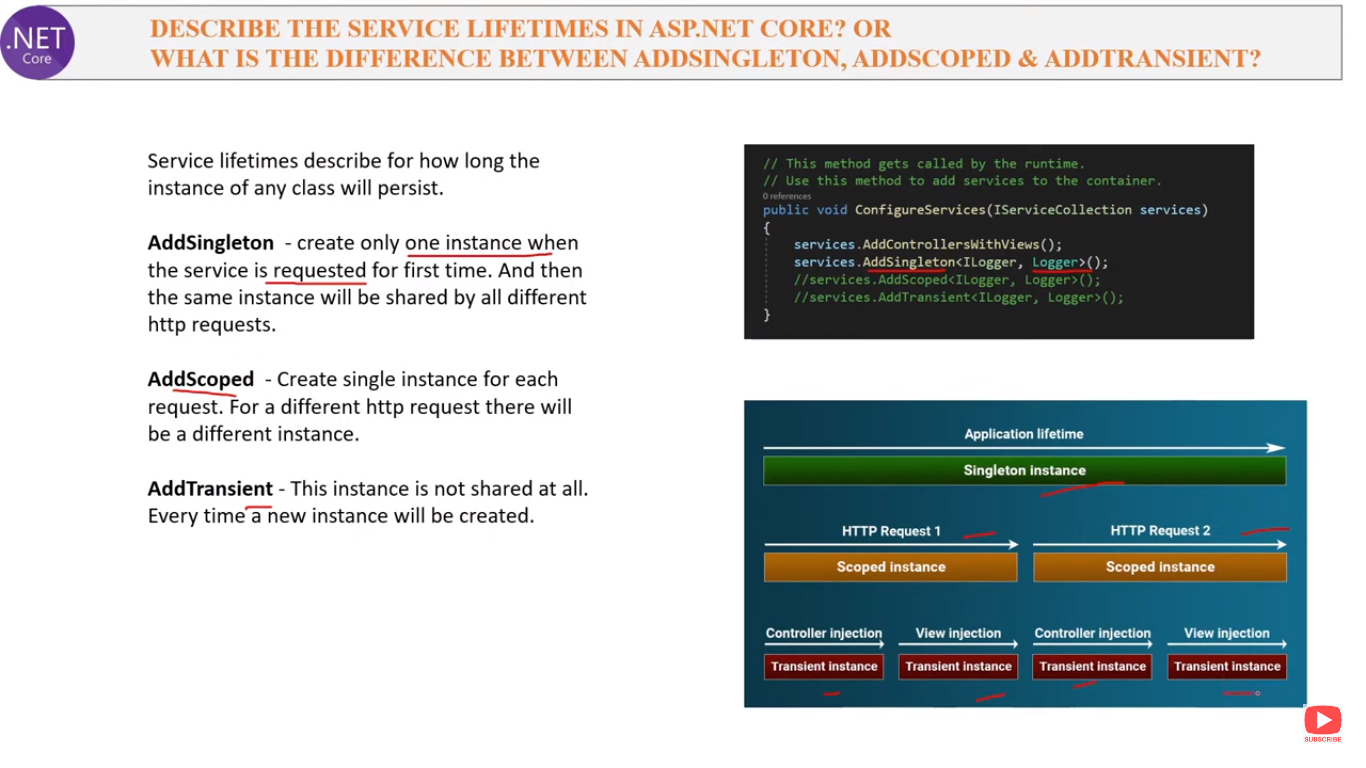 .NET
Core
DESCRIBE THE SERVICE LIFETIMES IN ASP.NET CORE? OR
WHAT IS THE DIFFERENCE BETWEEN ADDSINGLETON, ADDSCOPED & ADDTRANSIENT?
Service lifetimes describe for how long the
instance of any class will persist.
AddSingleton - create only one instance when
the service is requested for first time. And then
the same instance will be shared by all different
http requests.
AddScoped - Create single instance for each
request. For a different http request there will
be a different instance.
AddTransient - This instance is not shared at all.
Every time a new instance will be created.
// This method gets called by the runtime.
// Use this method to add services to the container.
0 references
public void ConfigureServices(IServiceCollection services)
{
services.AddControllersWithViews();
services.AddSingleton<ILogger, Logger>();
//services.AddScoped<ILogger, Logger>();
//services.AddTransient<ILogger, Logger>();
}
Application lifetime
Singleton instance
HTTP Request 1 HTTP Request 2
Scoped instance Scoped instance
Controller injection View injection Controller injection View injection
Transient instance Transient instance Transient instance Transient instance
SUBSCRIBE